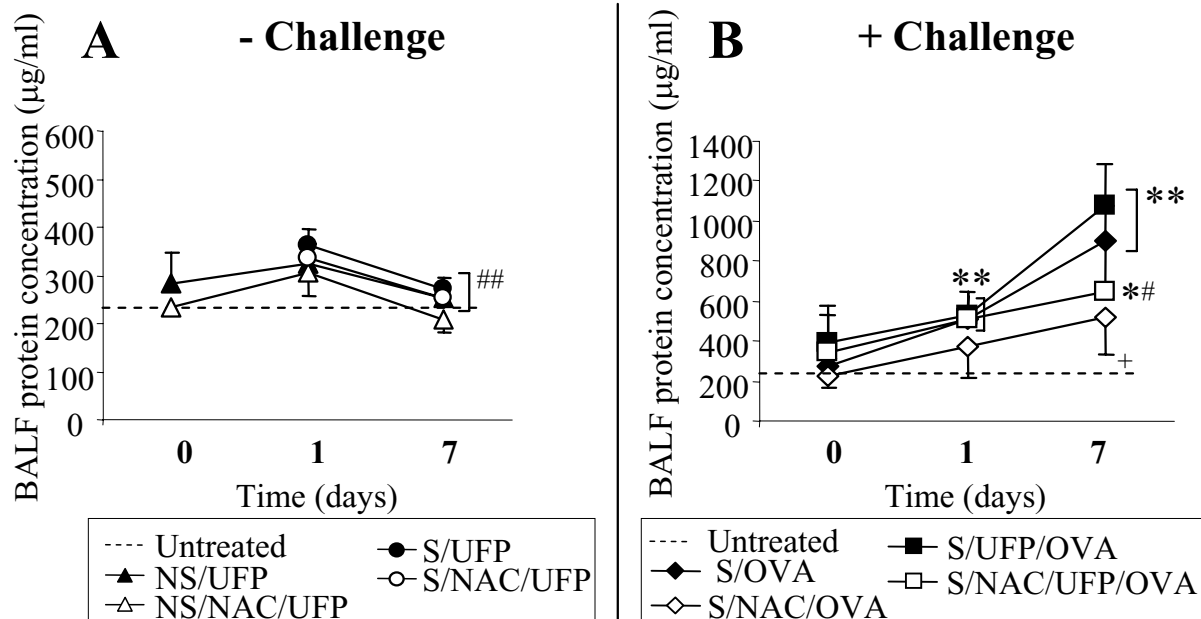 A - Challenge
BALF protein concentration (µg/ml)
600
500
400
300
200
100
0
##
0 1 7
Time (days)
Untreated
NS/UFP
NS/NAC/UFP
S/UFP
S/NAC/UFP
B + Challenge
BALF protein concentration (µg/ml)
1400
1200
1000
800
600
400
200
0
**
**
*#
+
0 1 7
Time (days)
Untreated
S/OVA
S/NAC/OVA
S/UFP/OVA
S/NAC/UFP/OVA